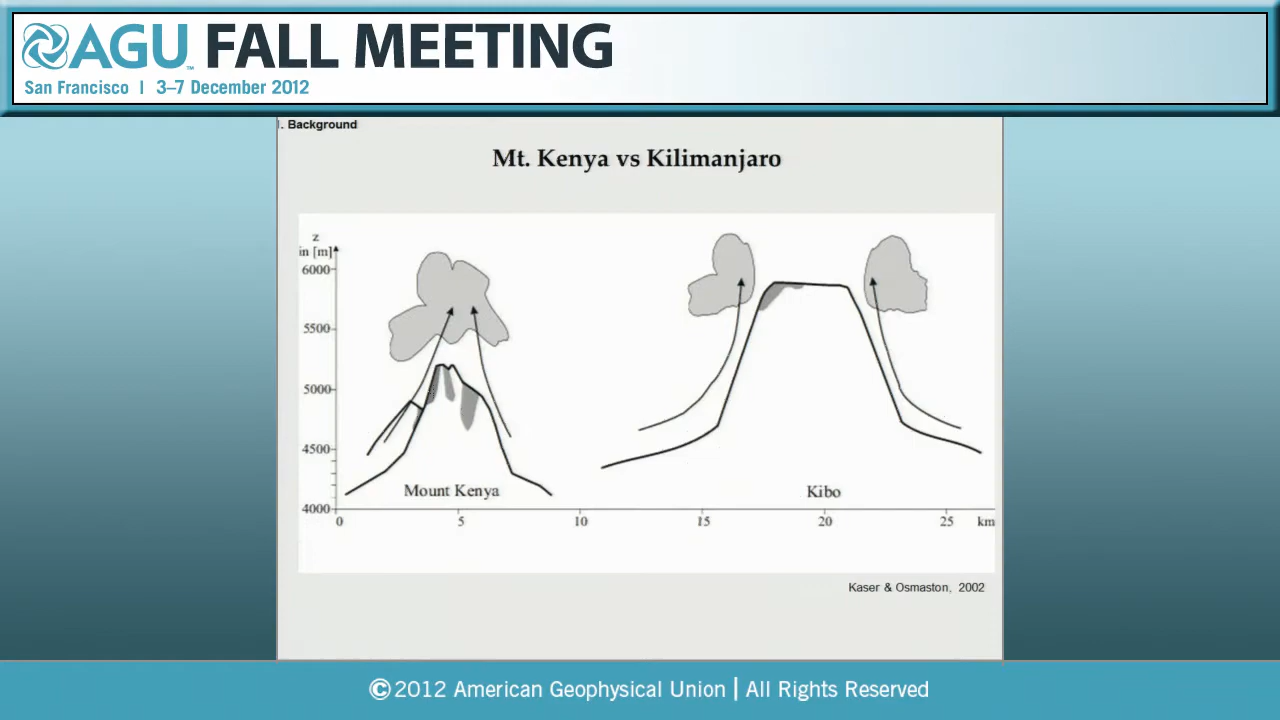 AGU™ FALL MEETING
San Francisco | 3–7 December 2012
. Background
Mt. Kenya vs Kilimanjaro
z
in [m]
6000
5500
5000
4500
4000
Mount Kenya
Kibo
0 5 10 15 20 25 km
Kaser & Osmaston, 2002
©2012 American Geophysical Union | All Rights Reserved